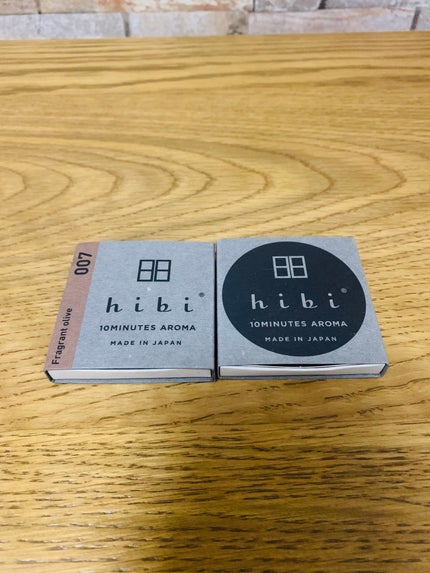 007
Fragrant olive
hibi®
10MINUTES AROMA
MADE IN JAPAN
hibi®
10MINUTES AROMA
MADE IN JAPAN